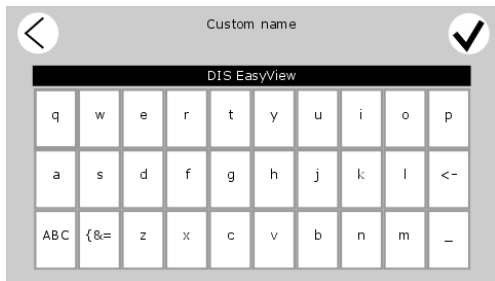 Custom name
DIS EasyView
q w e r t y u i o p
a s d f g h j k l <-
ABC {&= z x c v b n m _